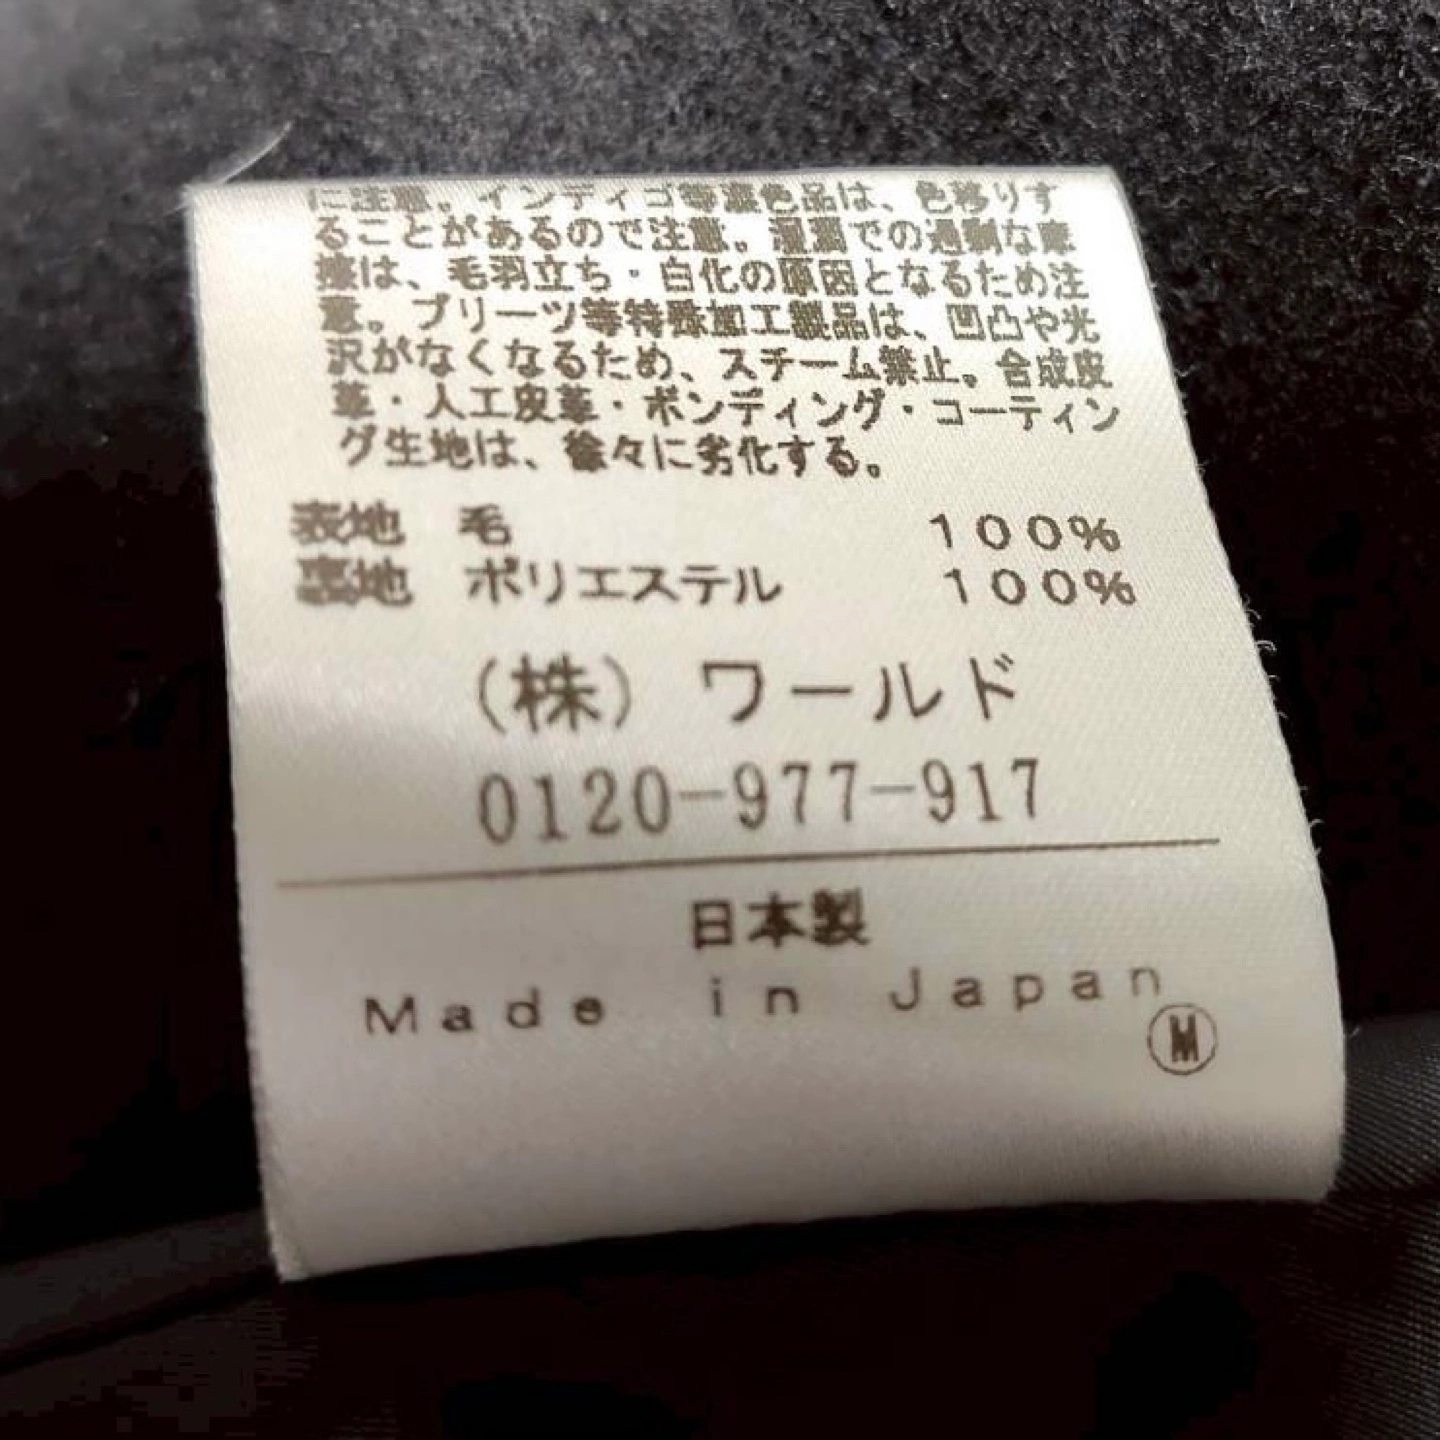 に注意。インディゴ等濃色品は、色移りす
ることがあるので注意。湿潤での過剰な摩
擦は、毛羽立ち・白化の原因となるため注
意。プリーツ等特殊加工製品は、凹凸や光
沢がなくなるため、スチーム禁止。合成皮
革・人工皮革・ボンディング・コーティン
グ生地は、徐々に劣化する。
表地 毛 100%
裏地 ポリエステル 100%
(株) ワールド
0120-977-917
日本製
Made in Japan
M